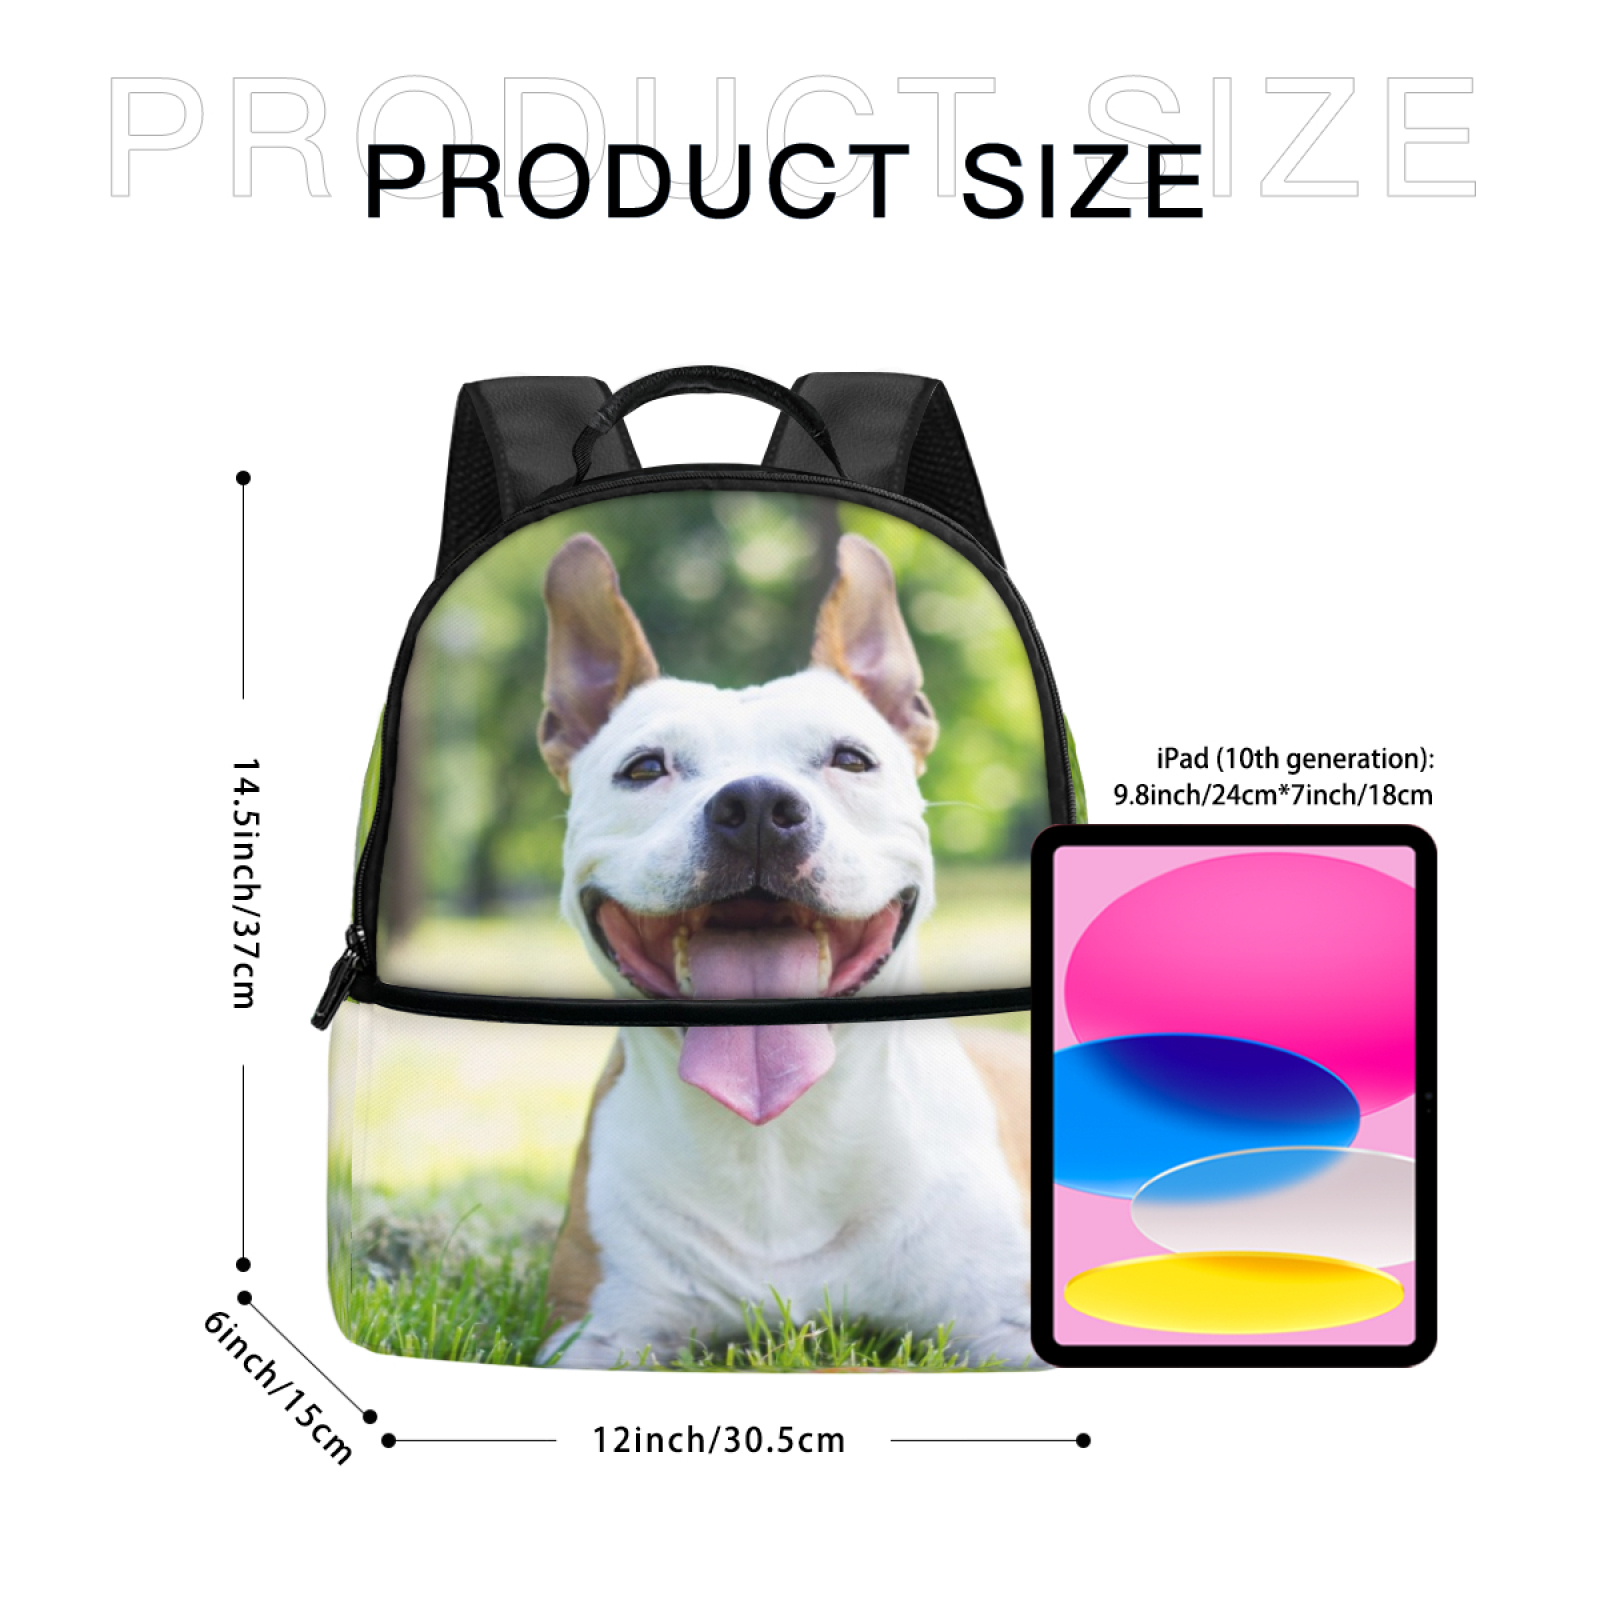 PRODUCT SIZE
PRODUCT SIZE
14.5inch/37cm
iPad (10th generation):
9.8inch/24cm*7inch/18cm
6inch/15cm
12inch/30.5cm